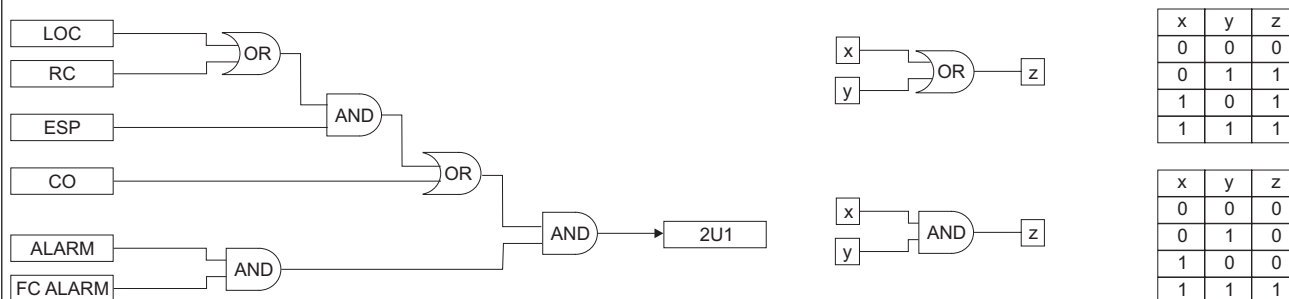 LOC
RC
ESP
CO
ALARM
FC ALARM
OR
AND
OR
AND
AND
2U1
x
y
OR
z
x
y
AND
z
x y z
0 0 0
0 1 1
1 0 1
1 1 1
x y z
0 0 0
0 1 0
1 0 0
1 1 1